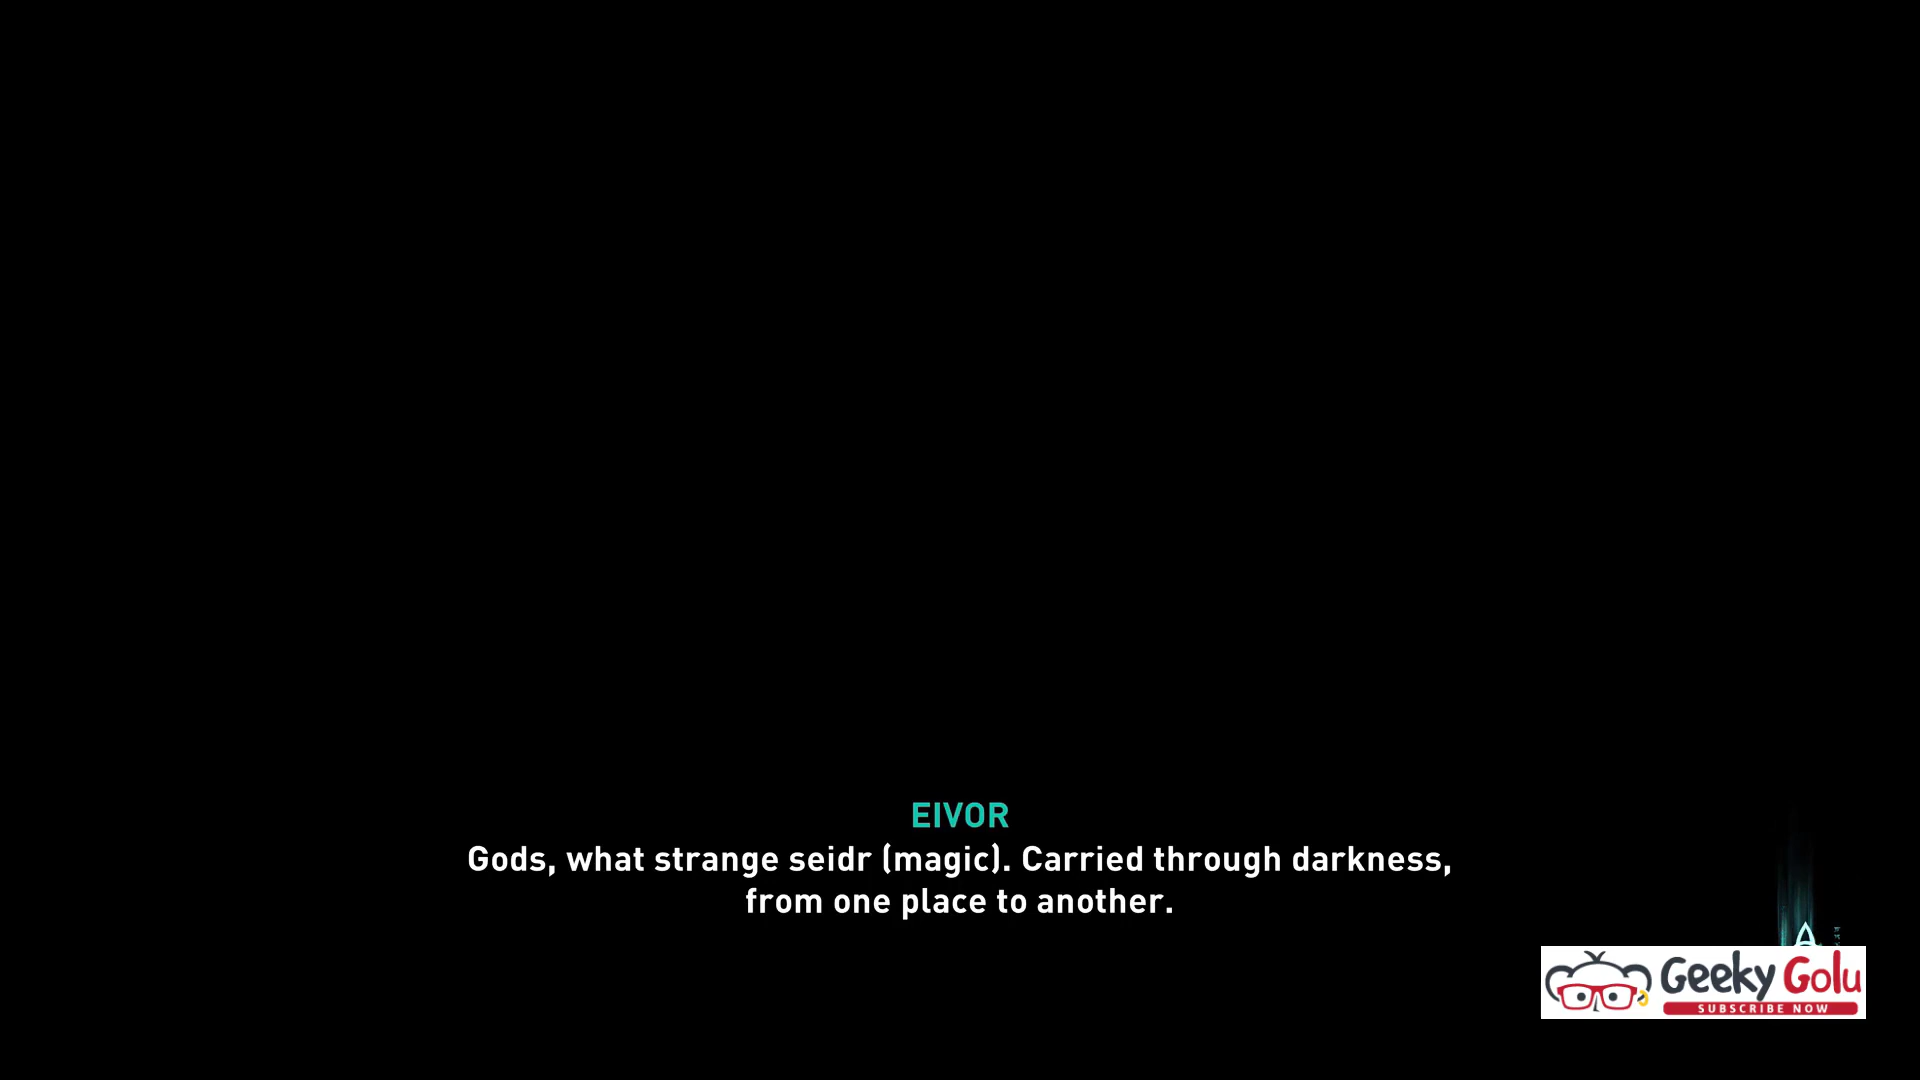 EIVOR
Gods, what strange seidr (magic). Carried through darkness,
from one place to another.
Geeky Golu
SUBSCRIBE NOW